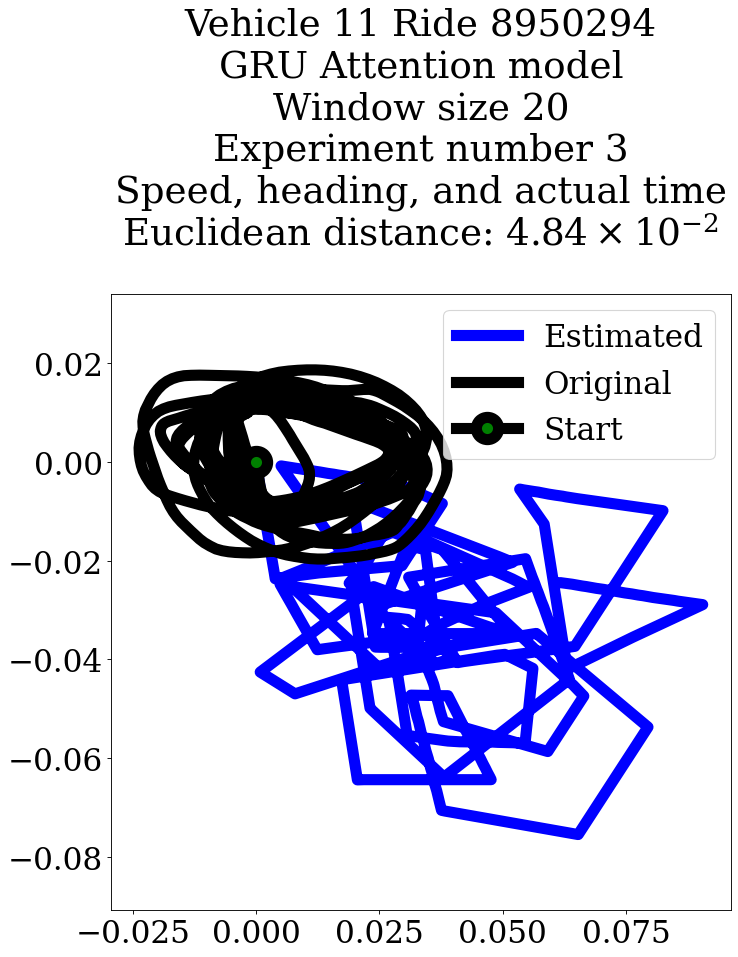 Vehicle 11 Ride 8950294
GRU Attention model
Window size 20
Experiment number 3
Speed, heading, and actual time
Euclidean distance: 4.84 × 10⁻²
Estimated
Original
Start
0.02
0.00
−0.02
−0.04
−0.06
−0.08
−0.025 0.000 0.025 0.050 0.075